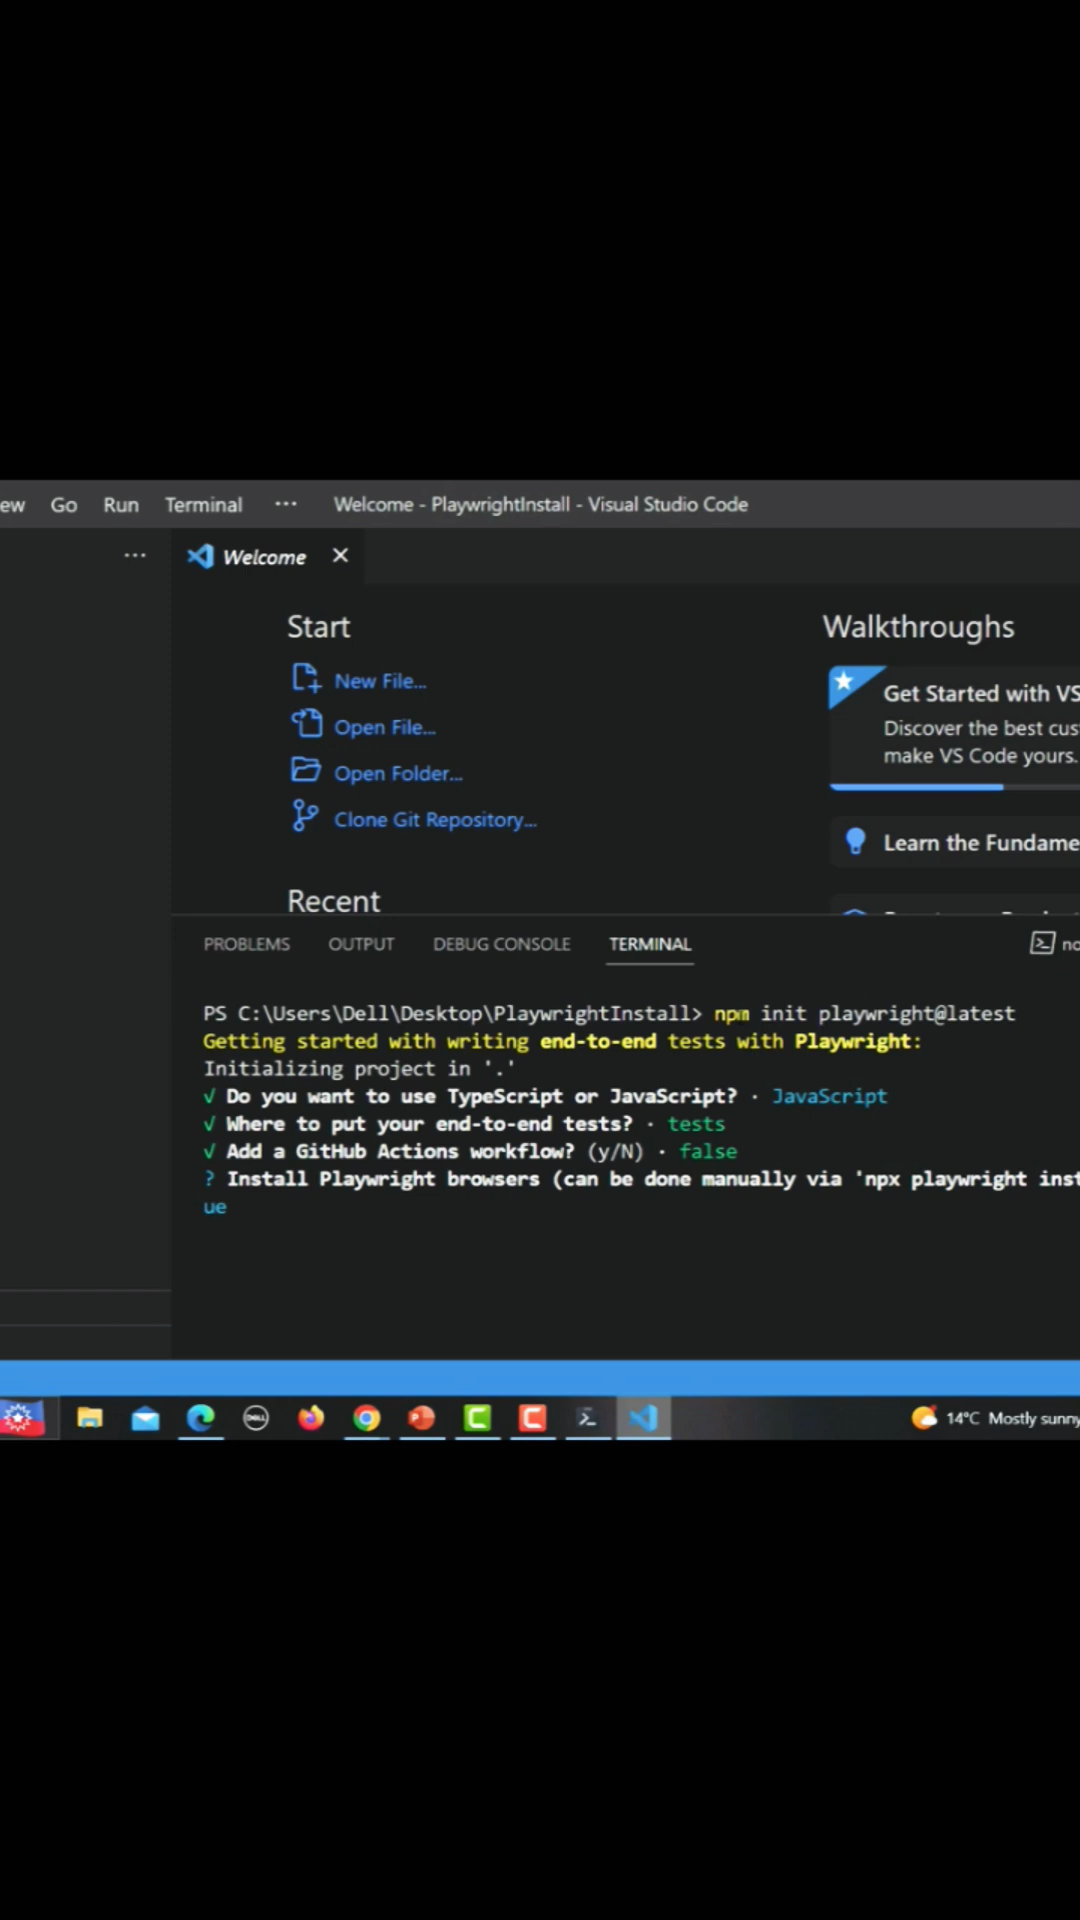 Go Run Terminal ··· Welcome - PlaywrightInstall - Visual Studio Code
··· Welcome ×
Start
New File...
Open File...
Open Folder...
Clone Git Repository...
Recent
Walkthroughs
Get Started with VS
Discover the best cus
make VS Code yours.
Learn the Fundame
PROBLEMS OUTPUT DEBUG CONSOLE TERMINAL
PS C:\Users\Dell\Desktop\PlaywrightInstall> npm init playwright@latest
Getting started with writing end-to-end tests with Playwright:
Initializing project in '.'
√ Do you want to use TypeScript or JavaScript? · JavaScript
√ Where to put your end-to-end tests? · tests
√ Add a GitHub Actions workflow? (y/N) · false
? Install Playwright browsers (can be done manually via 'npx playwright inst
ue
DELL
14°C Mostly sunny